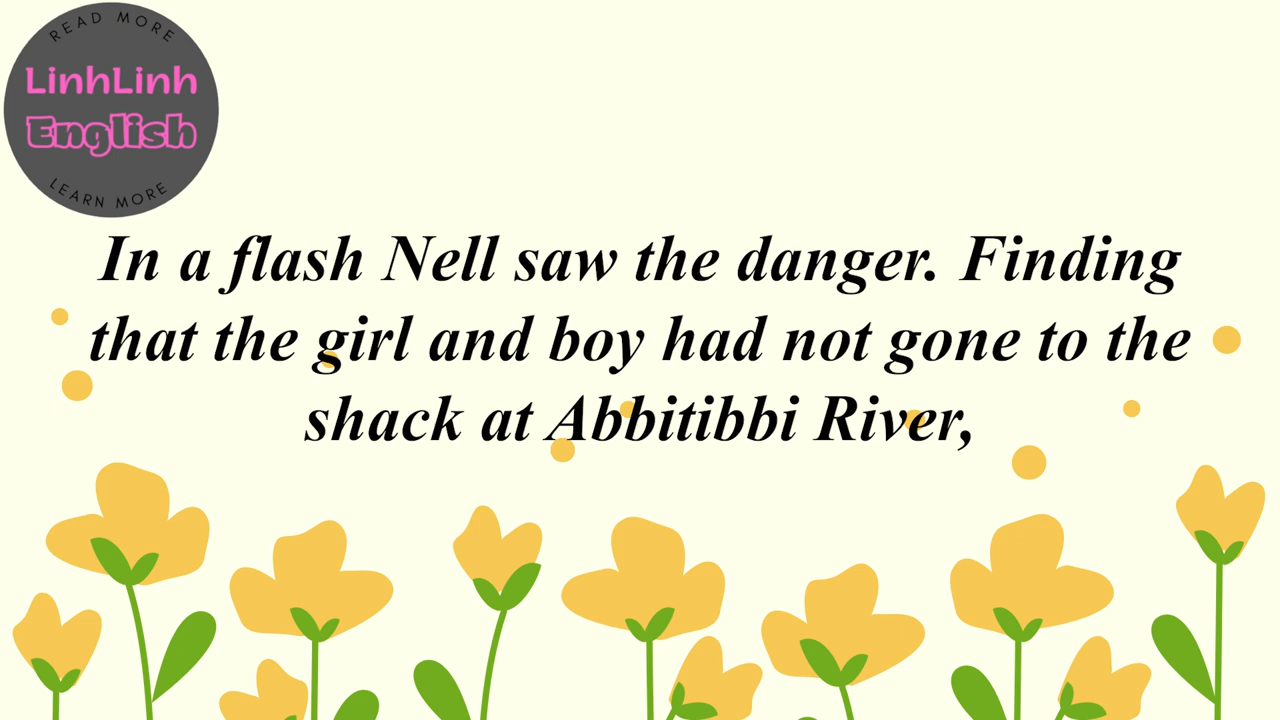 READ MORE
LinhLinh
English
LEARN MORE
In a flash Nell saw the danger. Finding
that the girl and boy had not gone to the
shack at Abbitibbi River,